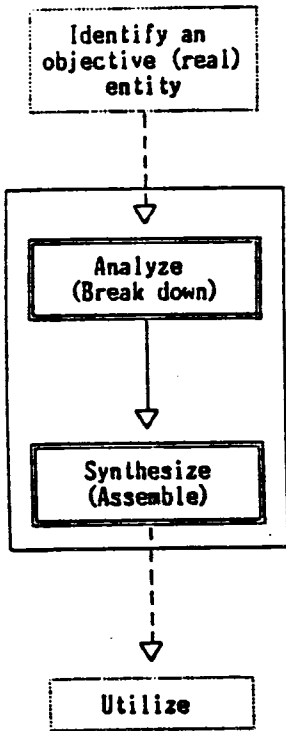 Identify an
objective (real)
entity
Analyze
(Break down)
Synthesize
(Assemble)
Utilize